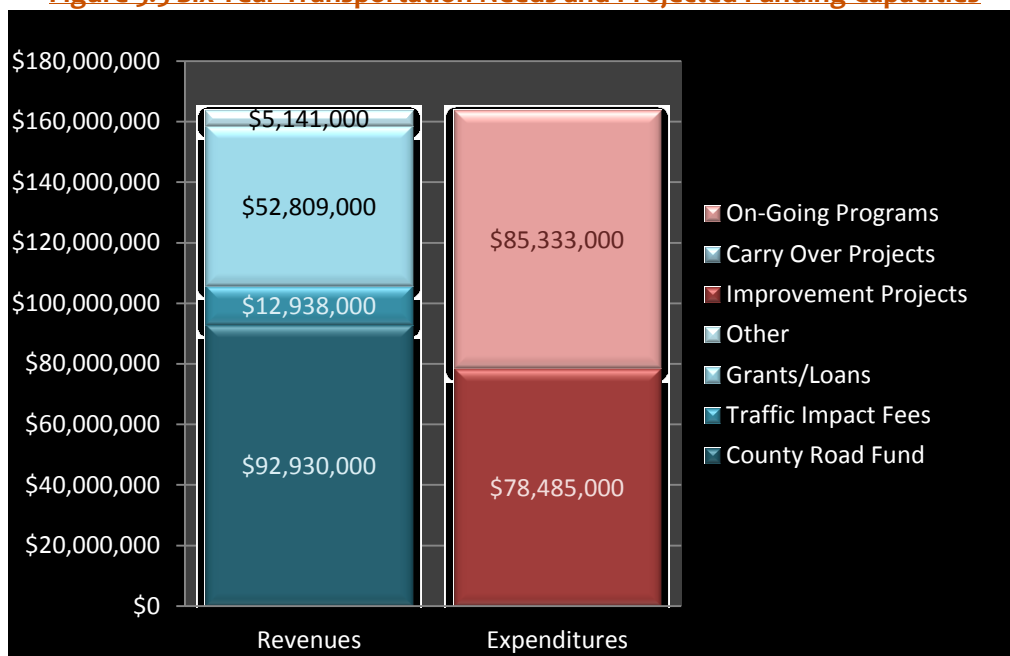 $180,000,000
$160,000,000
$140,000,000
$120,000,000
$100,000,000
$80,000,000
$60,000,000
$40,000,000
$20,000,000
$0
$5,141,000
$52,809,000
$12,938,000
$92,930,000
$85,333,000
$78,485,000
Revenues
Expenditures
On-Going Programs
Carry Over Projects
Improvement Projects
Other
Grants/Loans
Traffic Impact Fees
County Road Fund